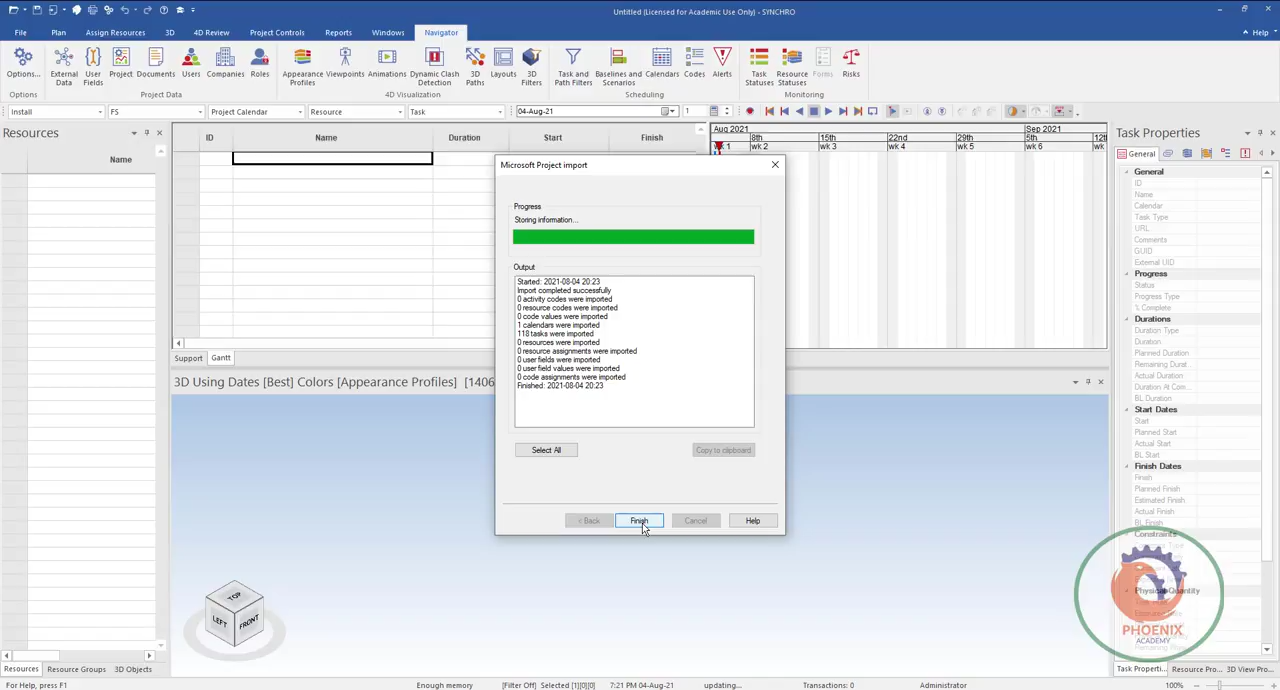 Untitled (Licensed for Academic Use Only) - SYNCHRO
File Plan Assign Resources 3D 4D Review Project Controls Reports Windows Navigator Help
Options... External Data User Fields Project Documents Users Companies Roles Appearance Profiles Viewpoints Animations Dynamic Clash Detection 3D Paths Layouts 3D Filters Task and Path Filters Baselines and Scenarios Calendars Codes Alerts Task Statuses Resource Statuses Forms Risks
Options Project Data 4D Visualization Scheduling Monitoring
Install FS Project Calendar Resource Task 04-Aug-21 1
Resources
Name
ID Name Duration Start Finish
Aug 2021 Sep 2021
8th 15th 22nd 29th 5th 12th
1 wk 2 wk 3 wk 4 wk 5 wk 6 wk
Microsoft Project import
Progress
Storing information...
Output
Started: 2021-08-04 20:23
Import completed successfully
0 activity codes were imported
0 resource codes were imported
0 code values were imported
1 calendars were imported
118 tasks were imported
0 resources were imported
0 resource assignments were imported
0 user fields were imported
0 user field values were imported
0 code assignments were imported
Finished: 2021-08-04 20:23
Select All Copy to clipboard
< Back Finish Cancel Help
Support Gantt
3D Using Dates [Best] Colors [Appearance Profiles] [1406
TOP
LEFT FRONT
Task Properties
General
General
ID
Name
Calendar
Task Type
URL
Comments
GUID
External UID
Progress
Status
Progress Type
% Complete
Durations
Duration Type
Duration
Planned Duration
Remaining Durat...
Actual Duration
Duration At Com...
BL Duration
Start Dates
Start
Planned Start
Actual Start
BL Start
Finish Dates
Finish
Planned Finish
Estimated Finish
Actual Finish
BL Finish
Constraints
Physical Quantity
PHOENIX
ACADEMY
Resources Resource Groups 3D Objects
Task Properti... Resource Pro... 3D View Pro...
For Help, press F1 Enough memory [Filter Off] Selected [1][0][0] 7:21 PM 04-Aug-21 updating... Transactions: 0 Administrator 100%